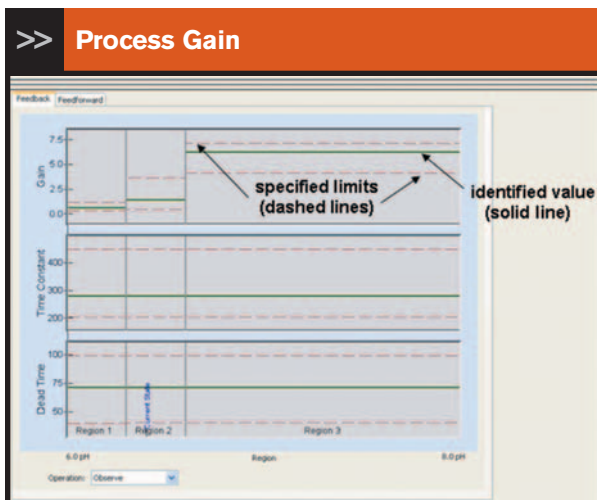 >> Process Gain
Feedback Feedforward
7.5
5.0
2.5
0.0
Gain
specified limits
(dashed lines)
identified value
(solid line)
400
300
200
Time Constant
100
75
50
Dead Time
Current State
Region 1 Region 2 Region 3
6.0 pH Region 8.0 pH
Operation: Observe